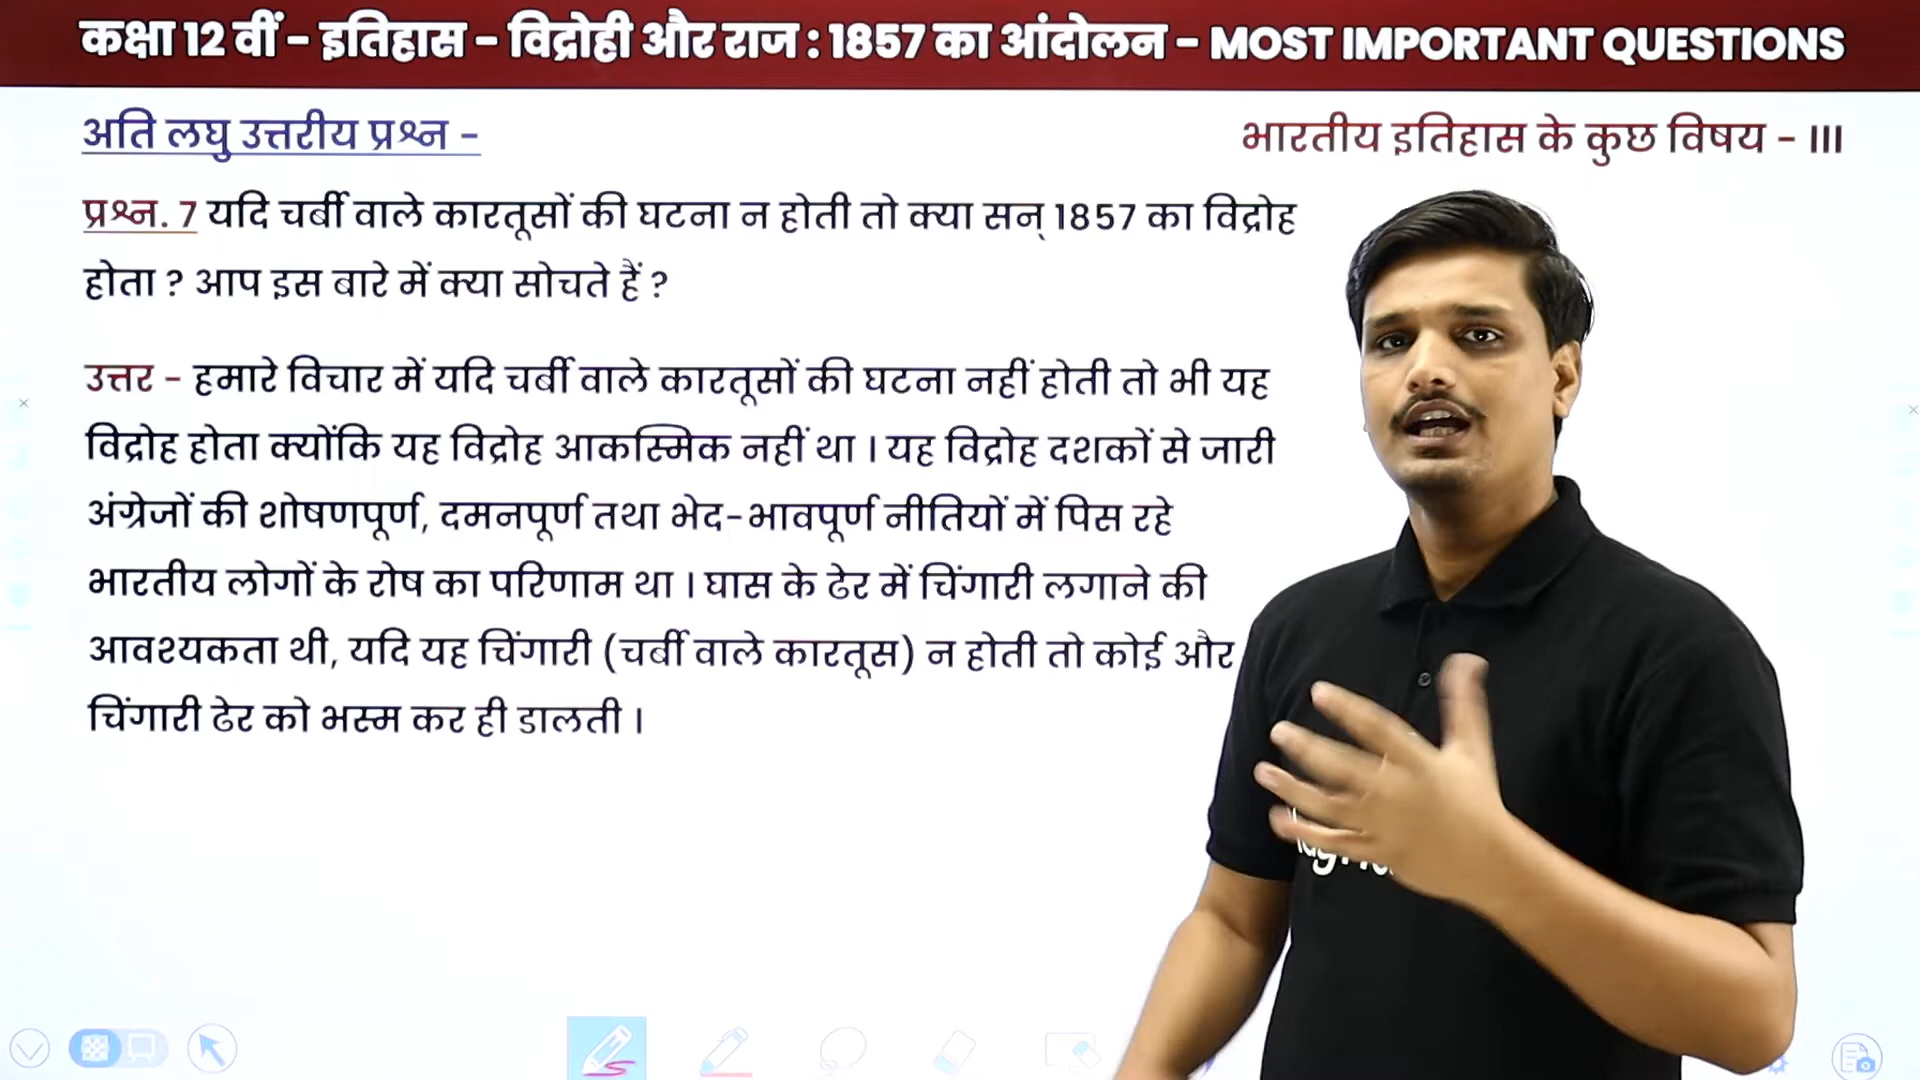 कक्षा 12 वीं - इतिहास - विद्रोही और राज : 1857 का आंदोलन - MOST IMPORTANT QUESTIONS
अति लघु उत्तरीय प्रश्न -
भारतीय इतिहास के कुछ विषय - III
प्रश्न. 7 यदि चर्बी वाले कारतूसों की घटना न होती तो क्या सन् 1857 का विद्रोह
होता ? आप इस बारे में क्या सोचते हैं ?
उत्तर - हमारे विचार में यदि चर्बी वाले कारतूसों की घटना नहीं होती तो भी यह
विद्रोह होता क्योंकि यह विद्रोह आकस्मिक नहीं था । यह विद्रोह दशकों से जारी
अंग्रेजों की शोषणपूर्ण, दमनपूर्ण तथा भेद-भावपूर्ण नीतियों में पिस रहे
भारतीय लोगों के रोष का परिणाम था । घास के ढेर में चिंगारी लगाने की
आवश्यकता थी, यदि यह चिंगारी (चर्बी वाले कारतूस) न होती तो कोई और
चिंगारी ढेर को भस्म कर ही डालती ।